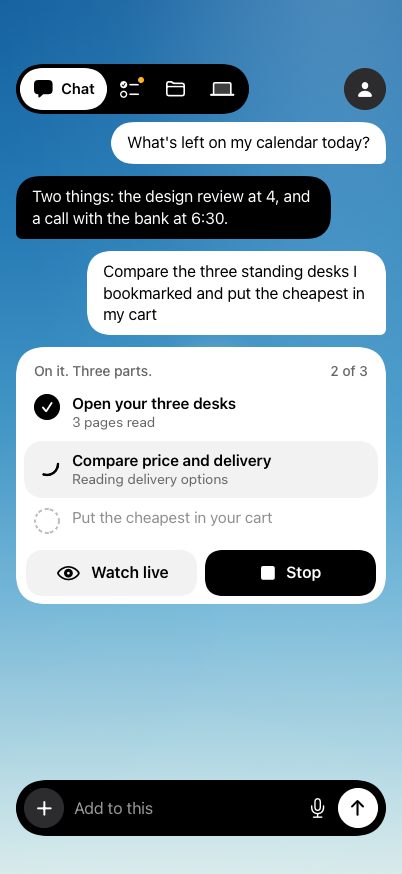 Chat
What's left on my calendar today?
Two things: the design review at 4, and
a call with the bank at 6:30.
Compare the three standing desks I
bookmarked and put the cheapest in
my cart
On it. Three parts.
2 of 3
Open your three desks
3 pages read
Compare price and delivery
Reading delivery options
Put the cheapest in your cart
Watch live
Stop
Add to this